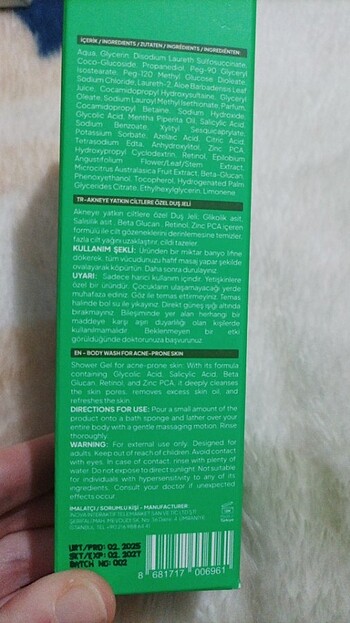 İÇERİK / INGREDIENTS / ZUTATEN / INGRÉDIENTS / INGREDIËNTEN:
Aqua, Glycerin, Disodium Laureth Sulfosuccinate,
Coco-Glucoside, Propanediol, Peg-90 Glyceryl
Isostearate, Peg-120 Methyl Glucose Dioleate,
Sodium Chloride, Laureth-2, Aloe Barbadensis Leaf
Juice, Cocamidopropyl Hydroxysultaine, Glyceryl
Oleate, Sodium Lauroyl Methyl Isethionate, Parfum,
Cocamidopropyl Betaine, Sodium Hydroxide,
Glycolic Acid, Mentha Piperita Oil, Salicylic Acid,
Sodium Benzoate, Xylityl Sesquicaprylate,
Potassium Sorbate, Azelaic Acid, Citric Acid,
Tetrasodium Edta, Anhydroxylitol, Zinc PCA,
Hydroxypropyl Cyclodextrin, Retinol, Epilobium
Angustifolium Flower/Leaf/Stem Extract,
Microcitrus Australasica Fruit Extract, Beta-Glucan,
Phenoxyethanol, Tocopherol, Hydrogenated Palm
Glycerides Citrate, Ethylhexylglycerin, Limonene
TR-AKNEYE YATKIN CİLTLERE ÖZEL DUŞ JELİ
Akneye yatkın ciltlere özel Duş Jeli; Glikolik asit,
Salisilik asit, Beta Glucan, Retinol, Zinc PCA içeren
formülü ile cilt gözeneklerini derinlemesine temizler,
fazla cilt yağını uzaklaştırır, cildi tazeler.
KULLANIM ŞEKLİ: Üründen bir miktar banyo lifine
dökerek, tüm vücudunuzu hafif masaj yapar şekilde
ovalayarak köpürtün. Daha sonra durulayınız.
UYARI: Sadece harici kullanım içindir. Yetişkinlere
özel bir üründür. Çocukların ulaşamayacağı yerde
muhafaza ediniz. Göz ile temas ettirmeyiniz. Temas
halinde bol su ile yıkayınız. Direkt güneş ışığı altında
bırakmayınız. Bileşiminde yer alan herhangi bir
maddeye karşı aşırı duyarlılığı olan kişilerde
kullanılmamalıdır. Beklenmeyen bir etki
görüldüğünde doktorunuza başvurunuz.
EN - BODY WASH FOR ACNE-PRONE SKIN
Shower Gel for acne-prone skin: With its formula
containing Glycolic Acid, Salicylic Acid, Beta
Glucan, Retinol, and Zinc PCA, it deeply cleanses
the skin pores, removes excess skin oil, and
refreshes the skin.
DIRECTIONS FOR USE: Pour a small amount of the
product onto a bath sponge and lather over your
entire body with a gentle massaging motion. Rinse
thoroughly.
WARNING: For external use only. Designed for
adults. Keep out of reach of children. Avoid contact
with eyes. In case of contact, rinse with plenty of
water. Do not expose to direct sunlight. Not suitable
for individuals with hypersensitivity to any of its
ingredients. Consult your doctor if unexpected
effects occur.
İMALATÇI / SORUMLU KİŞİ - MANUFACTURER
ŞERİFALİ MAH.
İSTANBUL
ÜRT/PRD: 02. 2025
SKT/EXP: 02. 2027
BATCH NO: 002
8 681717 006961